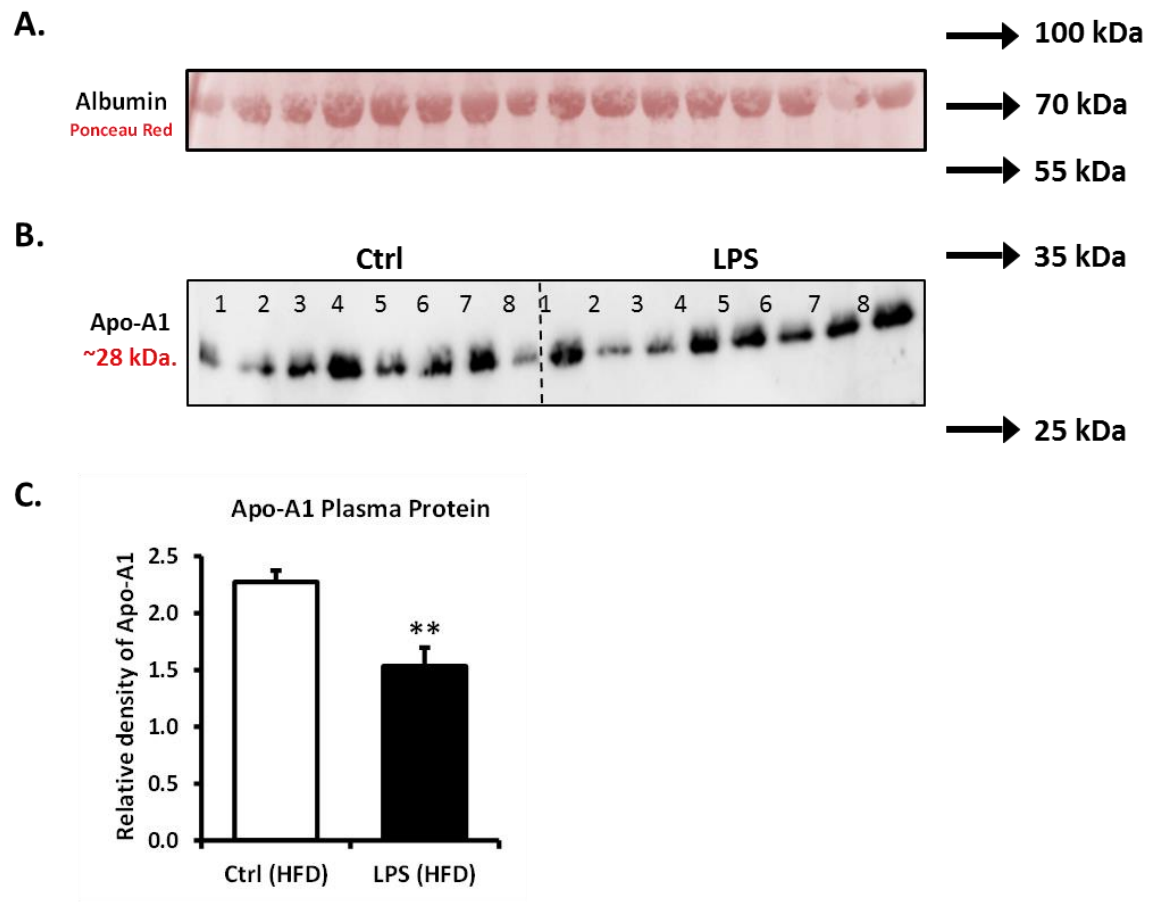 A.
100 kDa
Albumin
Ponceau Red
70 kDa
55 kDa
B.
Ctrl
LPS
35 kDa
1 2 3 4 5 6 7 8 1 2 3 4 5 6 7 8
Apo-A1
~28 kDa.
25 kDa
C.
Apo-A1 Plasma Protein
Relative density of Apo-A1
2.5
2.0
1.5
1.0
0.5
0.0
**
Ctrl (HFD)
LPS (HFD)